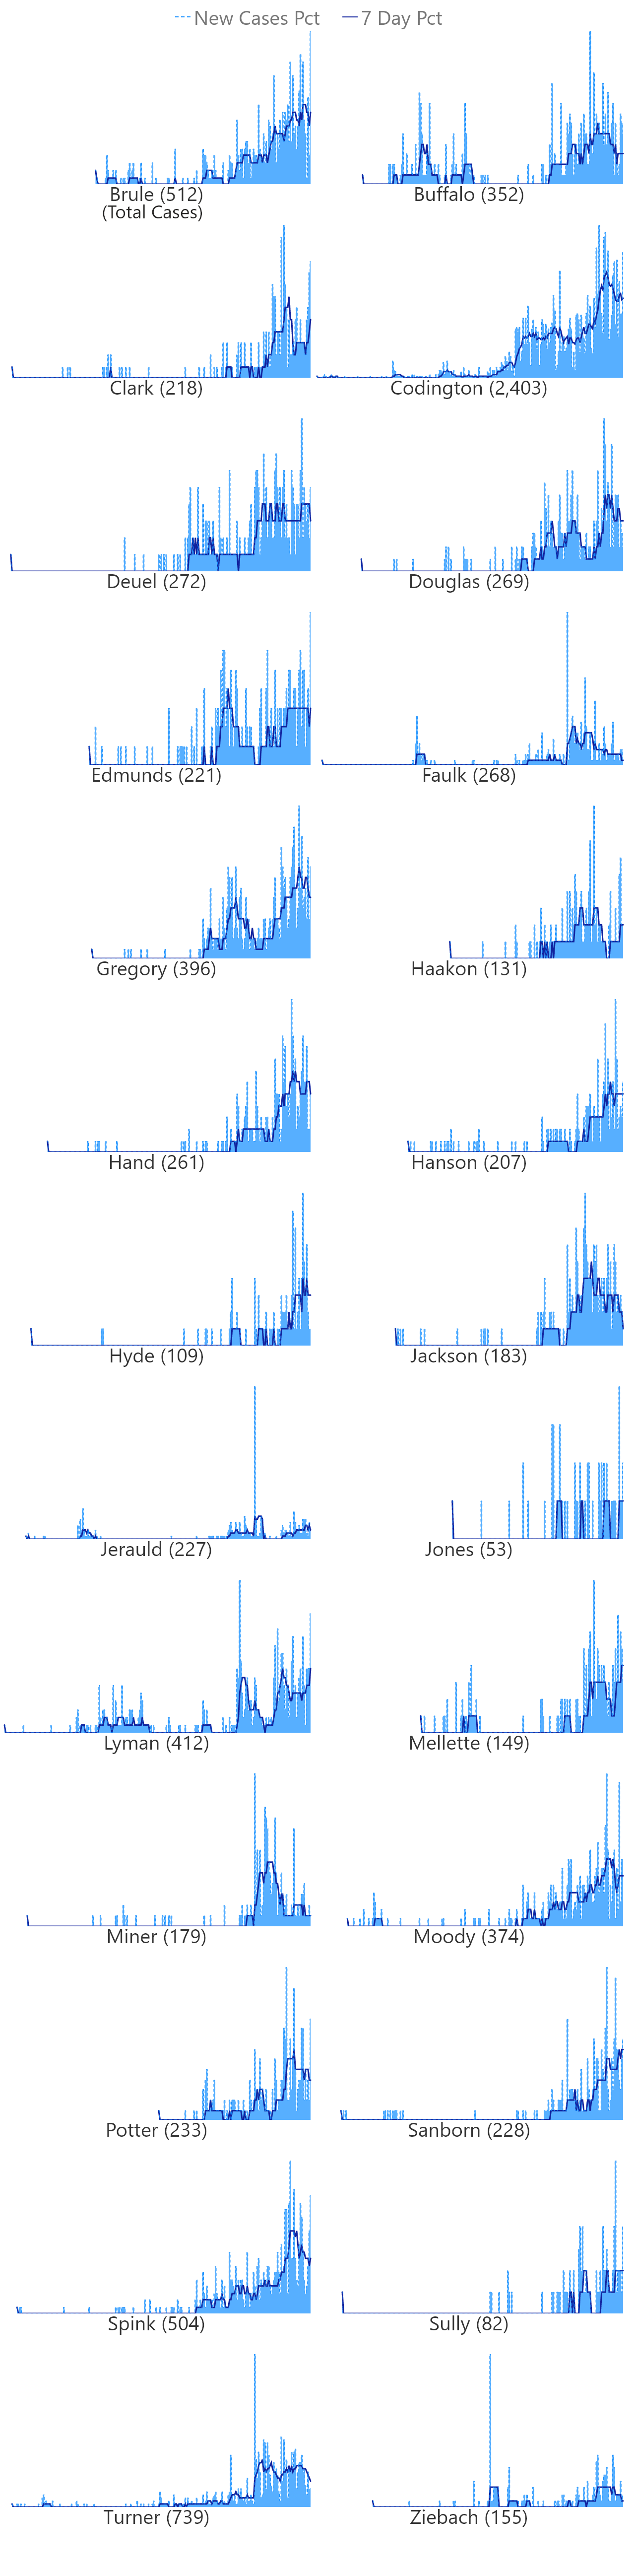 New Cases Pct 7 Day Pct
Brule (512) Buffalo (352)
(Total Cases)
Clark (218) Codington (2,403)
Deuel (272) Douglas (269)
Edmunds (221) Faulk (268)
Gregory (396) Haakon (131)
Hand (261) Hanson (207)
Hyde (109) Jackson (183)
Jerauld (227) Jones (53)
Lyman (412) Mellette (149)
Miner (179) Moody (374)
Potter (233) Sanborn (228)
Spink (504) Sully (82)
Turner (739) Ziebach (155)